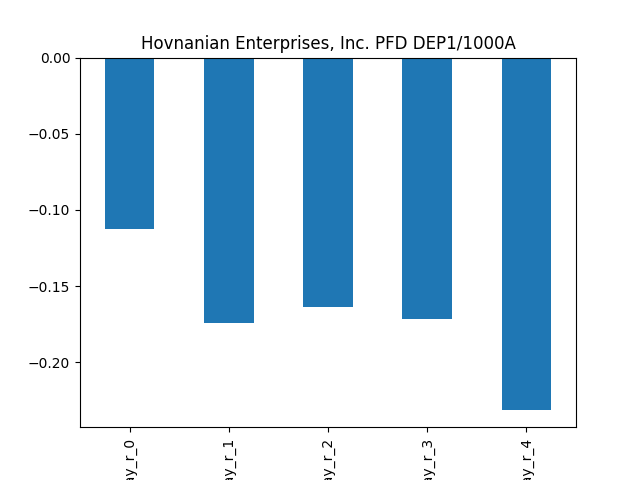 Hovnanian Enterprises, Inc. PFD DEP1/1000A
0.00
−0.05
−0.10
−0.15
−0.20
ay_r_0
ay_r_1
ay_r_2
ay_r_3
ay_r_4